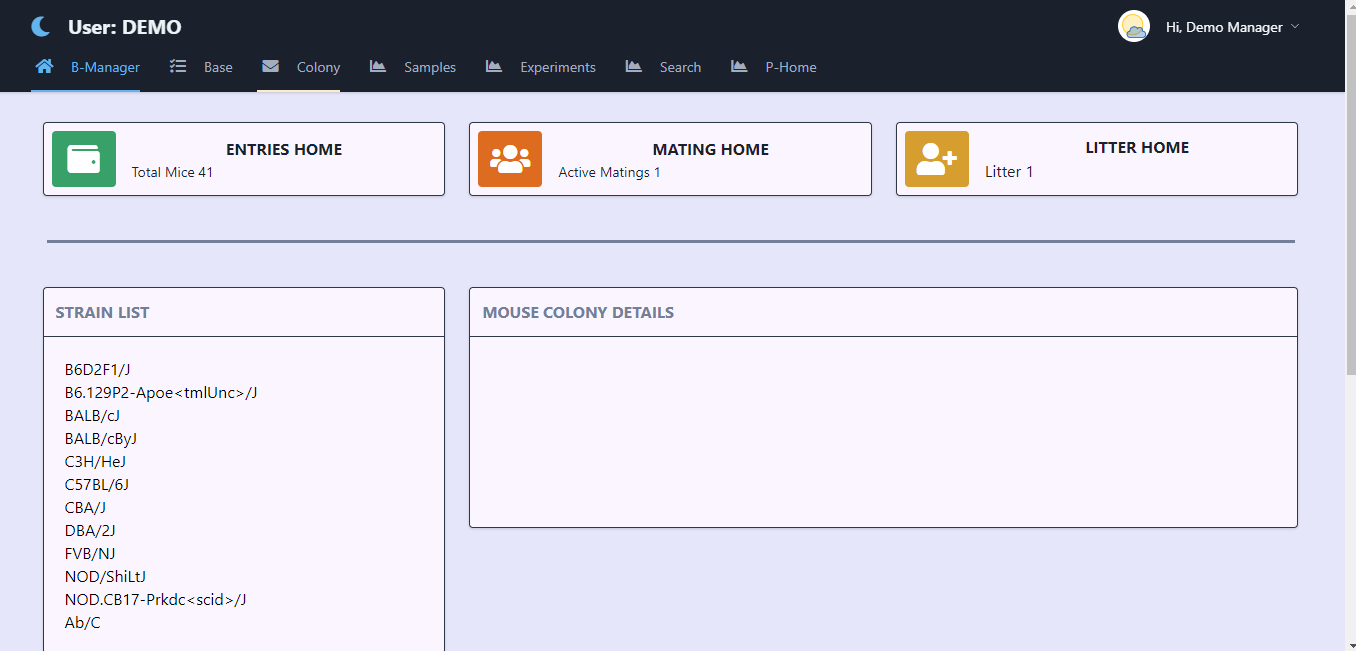 User: DEMO
Hi, Demo Manager
B-Manager Base Colony Samples Experiments Search P-Home
ENTRIES HOME
Total Mice 41
MATING HOME
Active Matings 1
LITTER HOME
Litter 1
STRAIN LIST
B6D2F1/J
B6.129P2-Apoe<tmlUnc>/J
BALB/cJ
BALB/cByJ
C3H/HeJ
C57BL/6J
CBA/J
DBA/2J
FVB/NJ
NOD/ShiLtJ
NOD.CB17-Prkdc<scid>/J
Ab/C
MOUSE COLONY DETAILS